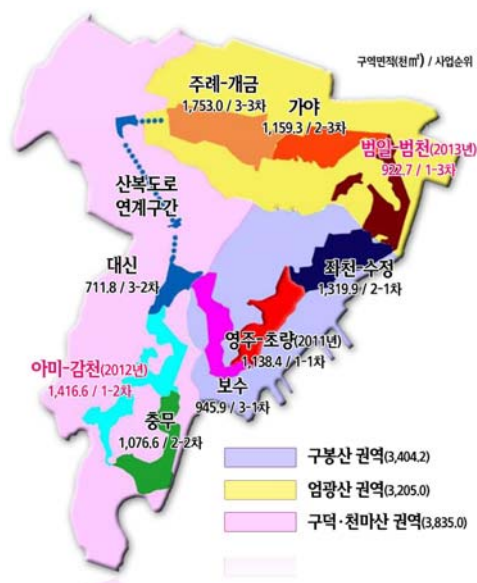 구역면적(천㎡) / 사업순위
주례-개금
1,753.0 / 3-3차
가야
1,159.3 / 2-3차
범일-범천(2013년)
922.7 / 1-3차
산복도로
연계구간
대신
711.8 / 3-2차
좌천-수정
1,319.9 / 2-1차
영주-초량(2011년)
1,138.4 / 1-1차
아미-감천(2012년)
1,416.6 / 1-2차
보수
945.9 / 3-1차
충무
1,076.6 / 2-2차
구봉산 권역(3,404.2)
엄광산 권역(3,205.0)
구덕·천마산 권역(3,835.0)